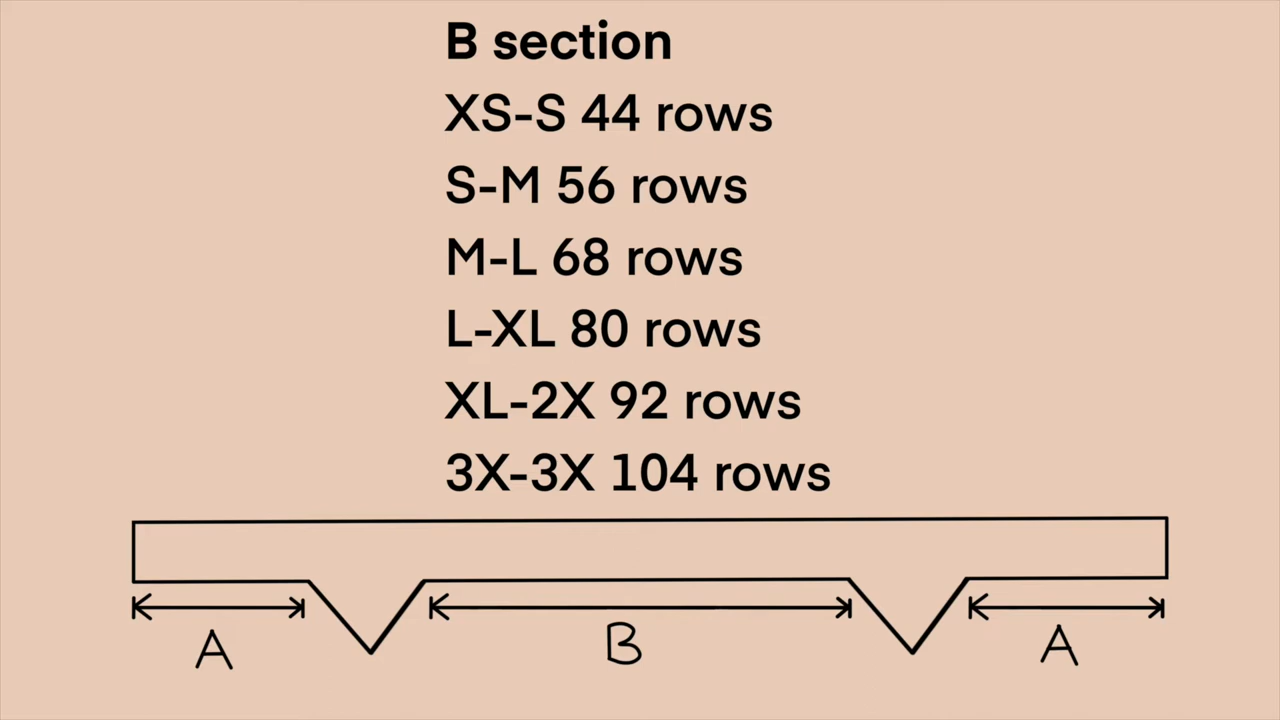 B section
XS-S 44 rows
S-M 56 rows
M-L 68 rows
L-XL 80 rows
XL-2X 92 rows
3X-3X 104 rows
A
B
A